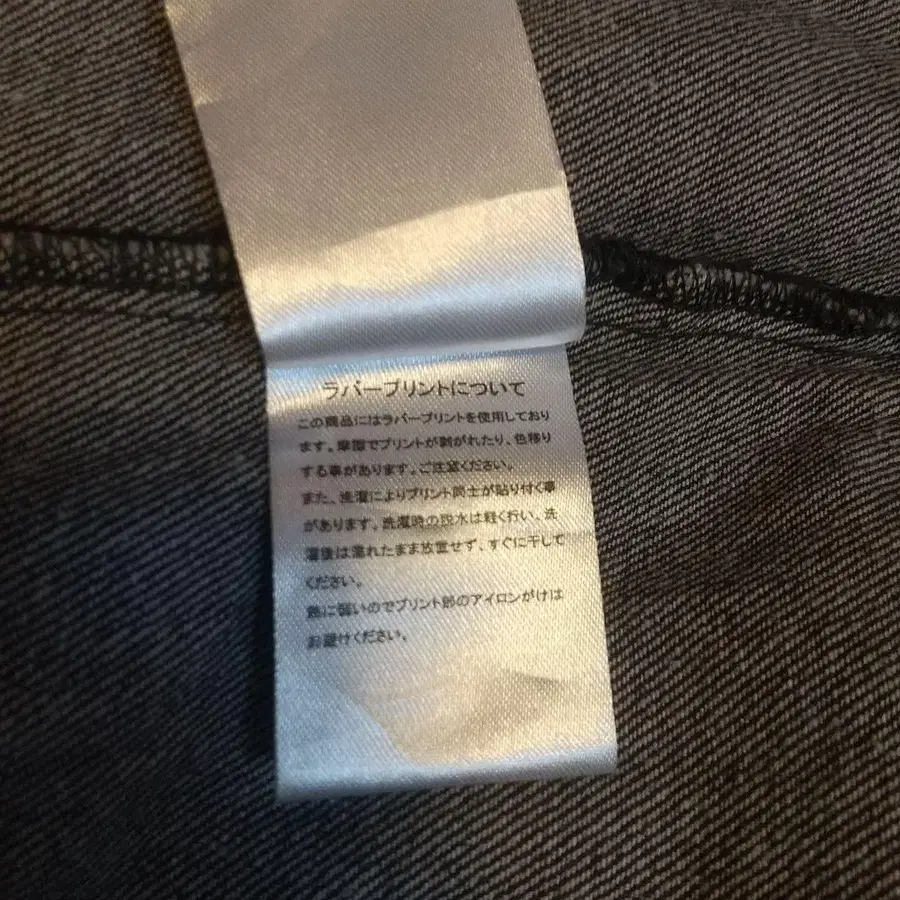 ラバープリントについて
この商品にはラバープリントを使用しており
ます。摩擦でプリントが剥がれたり、色移り
する事があります。ご注意ください。
また、洗濯によりプリント同士が貼り付く事
があります。洗濯時の脱水は軽く行い、洗
濯後は濡れたまま放置せず、すぐに干して
ください。
熱に弱いのでプリント部のアイロンがけは
お避けください。